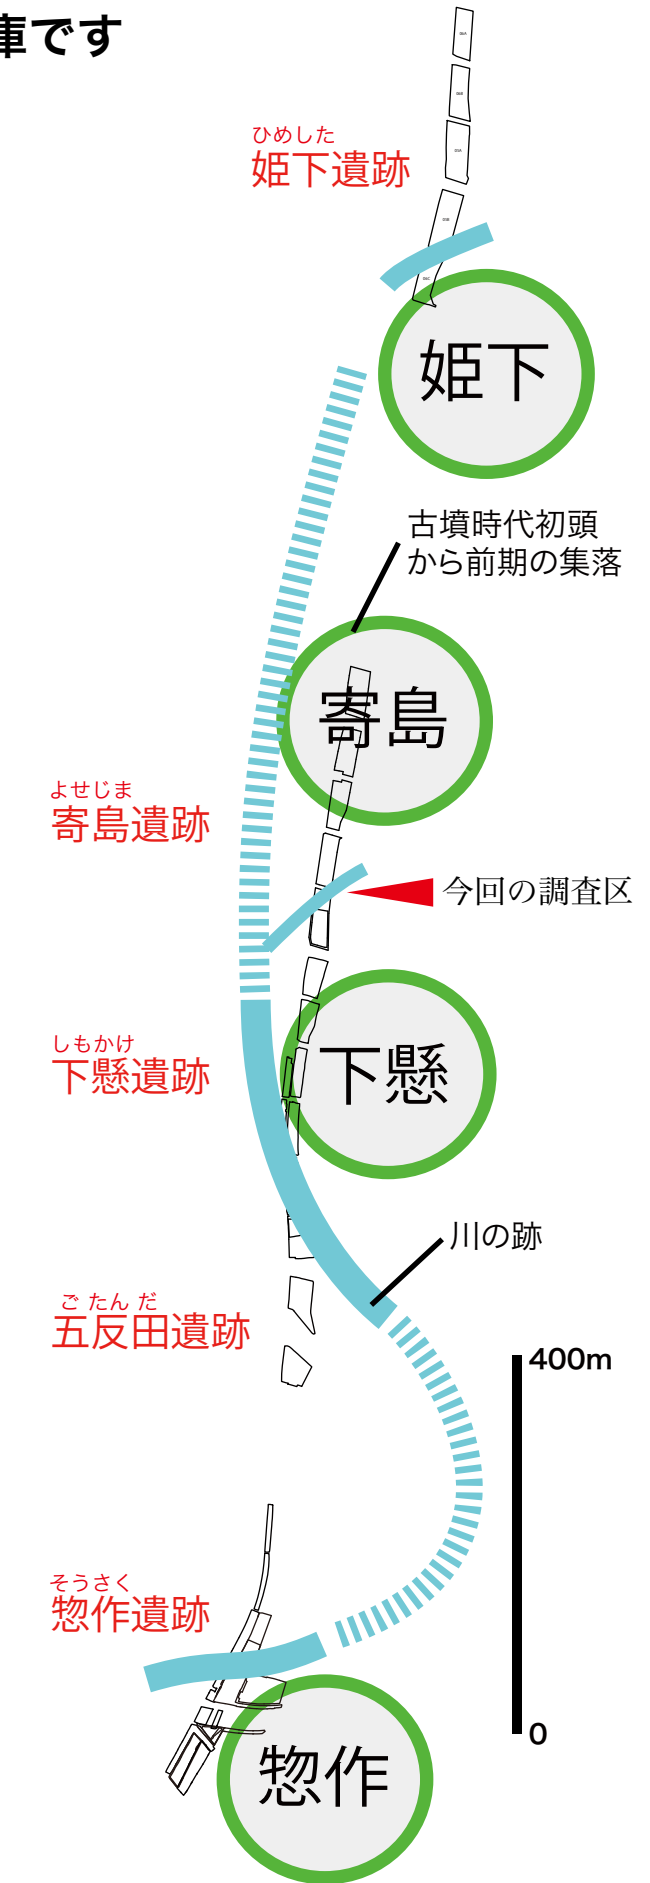 庫です
ひめした
姫下遺跡
姫下
古墳時代初頭
から前期の集落
寄島
よせじま
寄島遺跡
今回の調査区
しもかけ
下懸遺跡
下懸
川の跡
ごたんだ
五反田遺跡
400m
そうさく
惣作遺跡
0
惣作